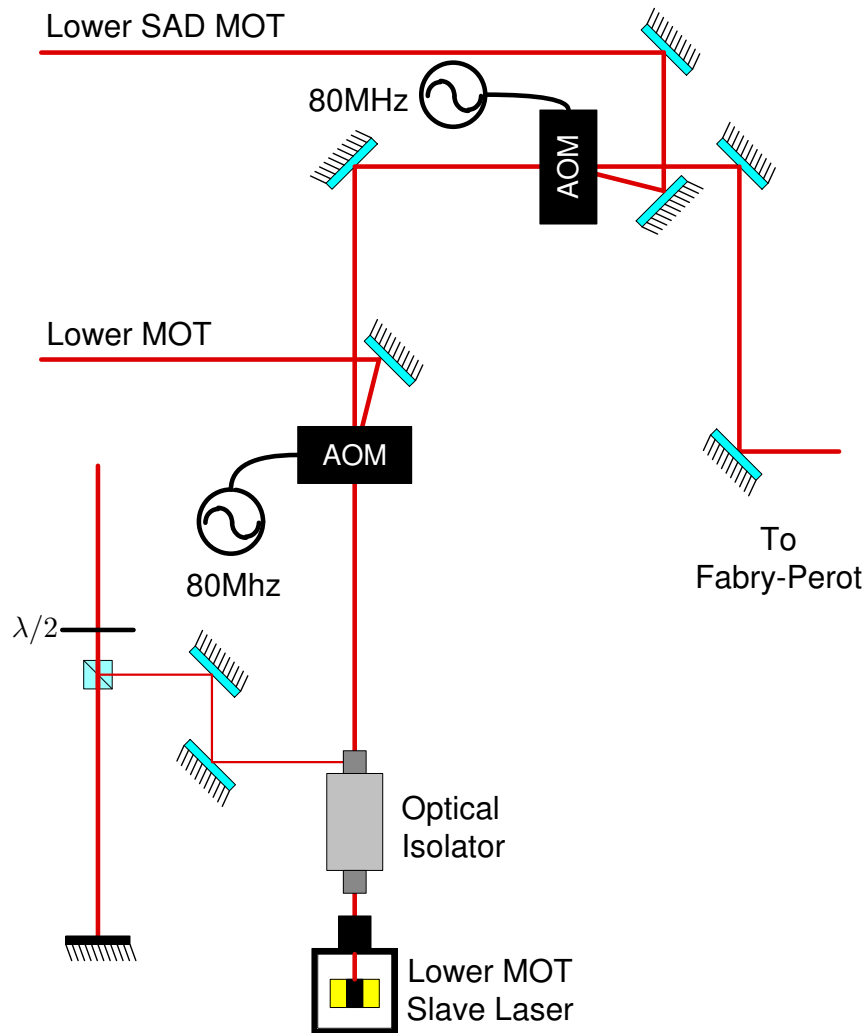 Lower SAD MOT
80MHz
AOM
Lower MOT
AOM
80Mhz
To
Fabry-Perot
λ/2
Optical
Isolator
Lower MOT
Slave Laser